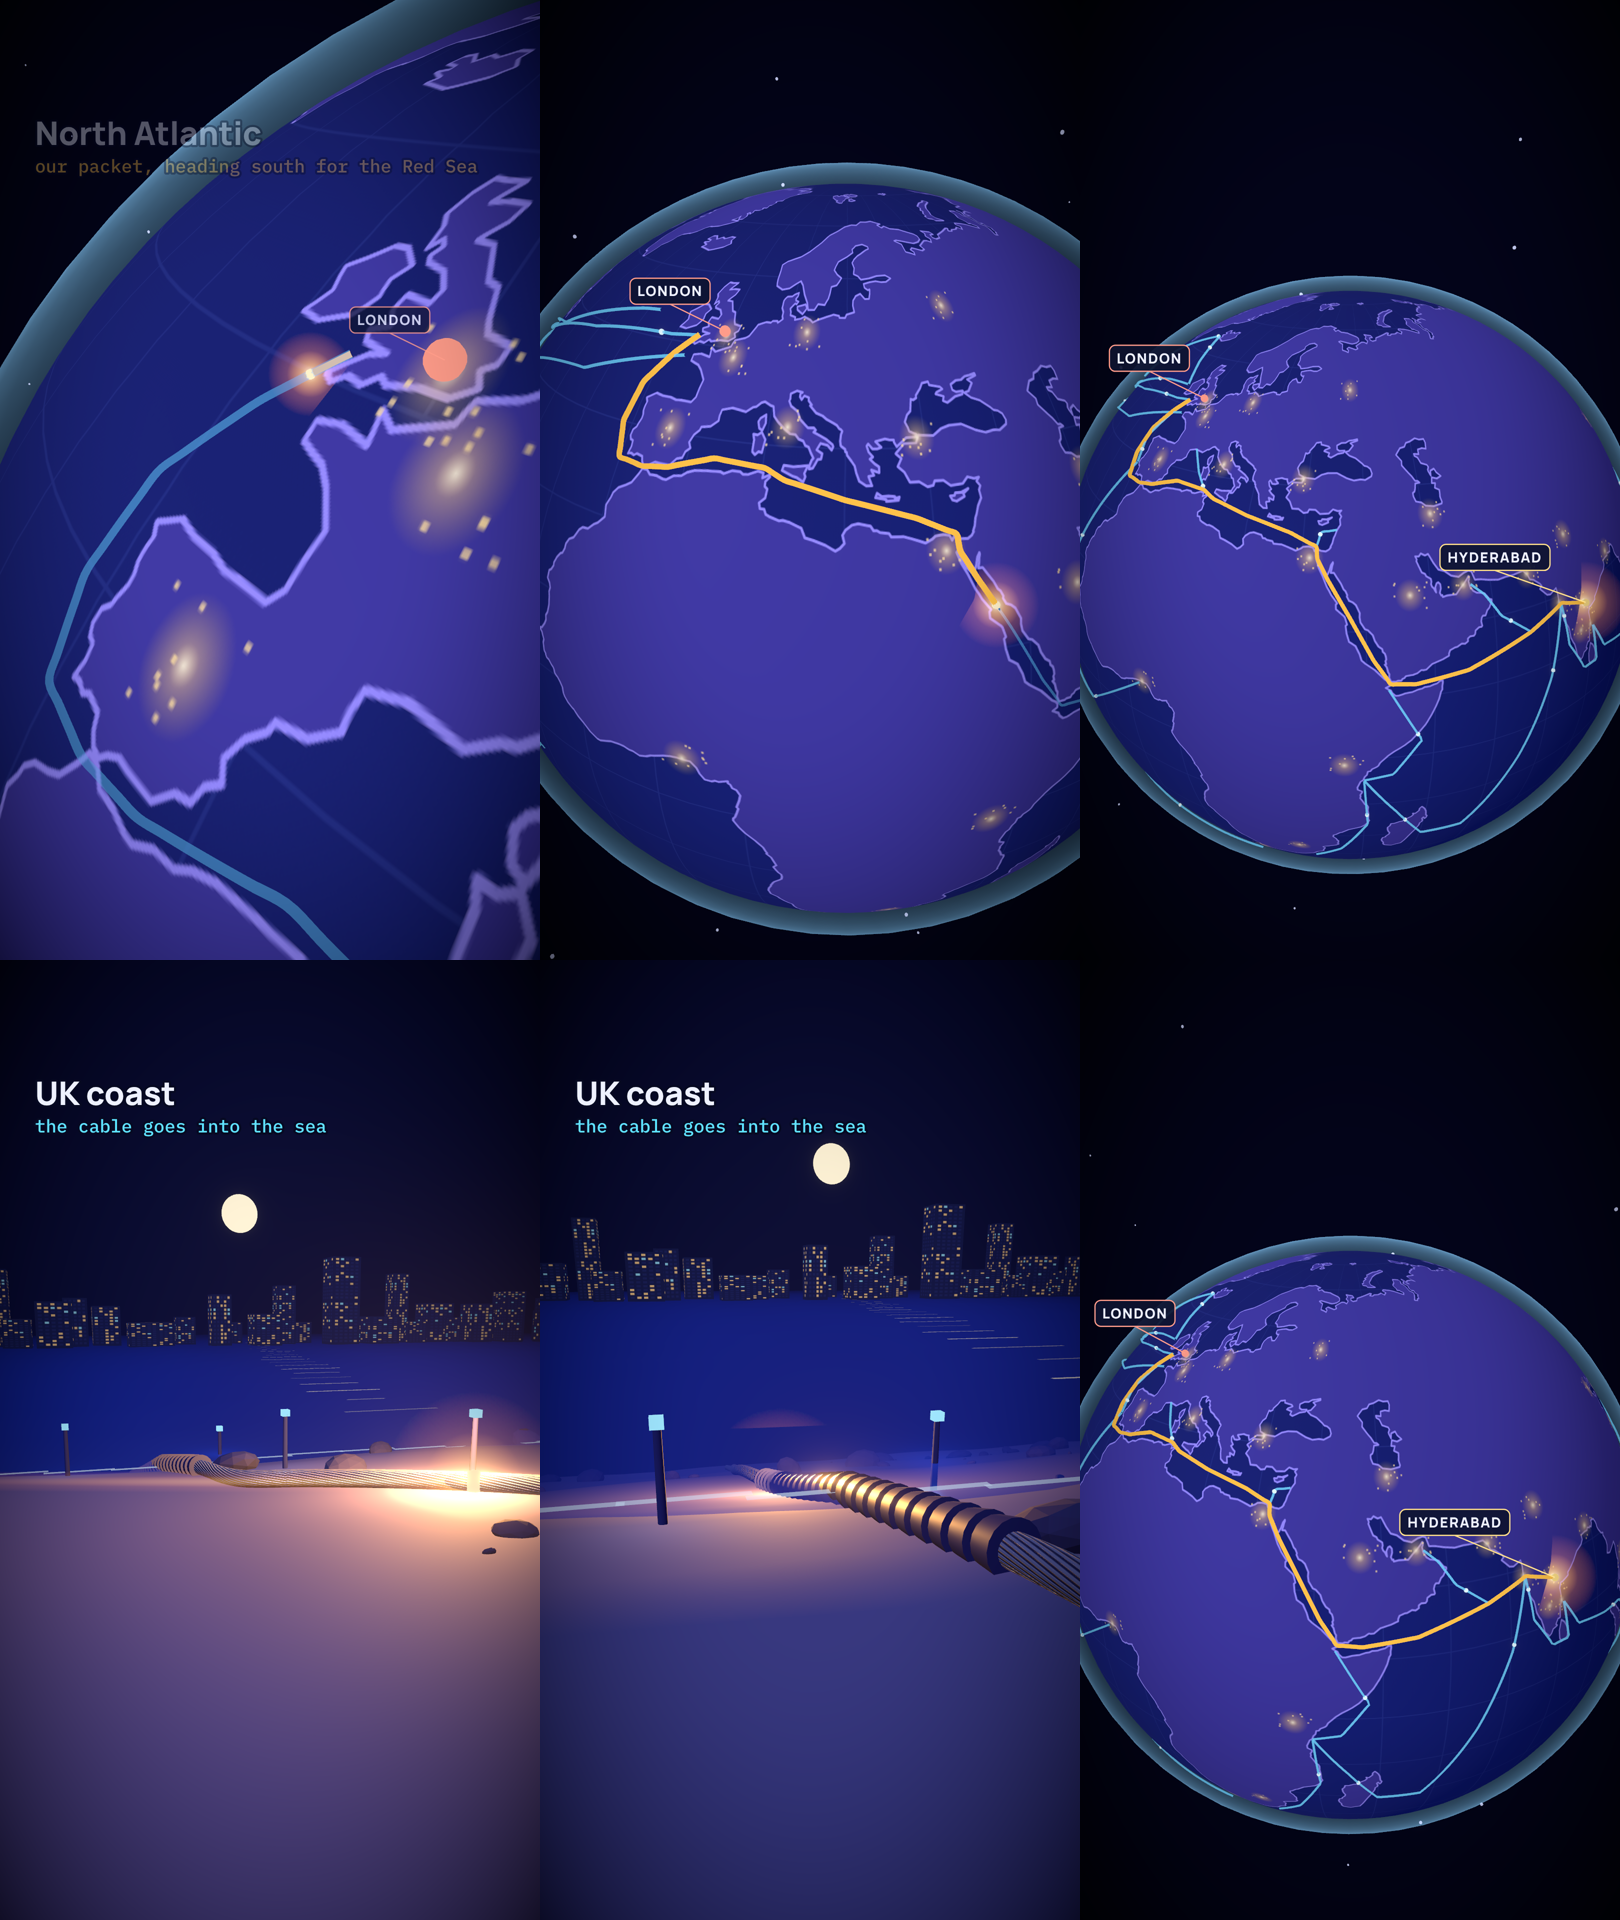 North Atlantic
our packet, heading south for the Red Sea
LONDON
LONDON
LONDON
HYDERABAD
UK coast
the cable goes into the sea
UK coast
the cable goes into the sea
LONDON
HYDERABAD